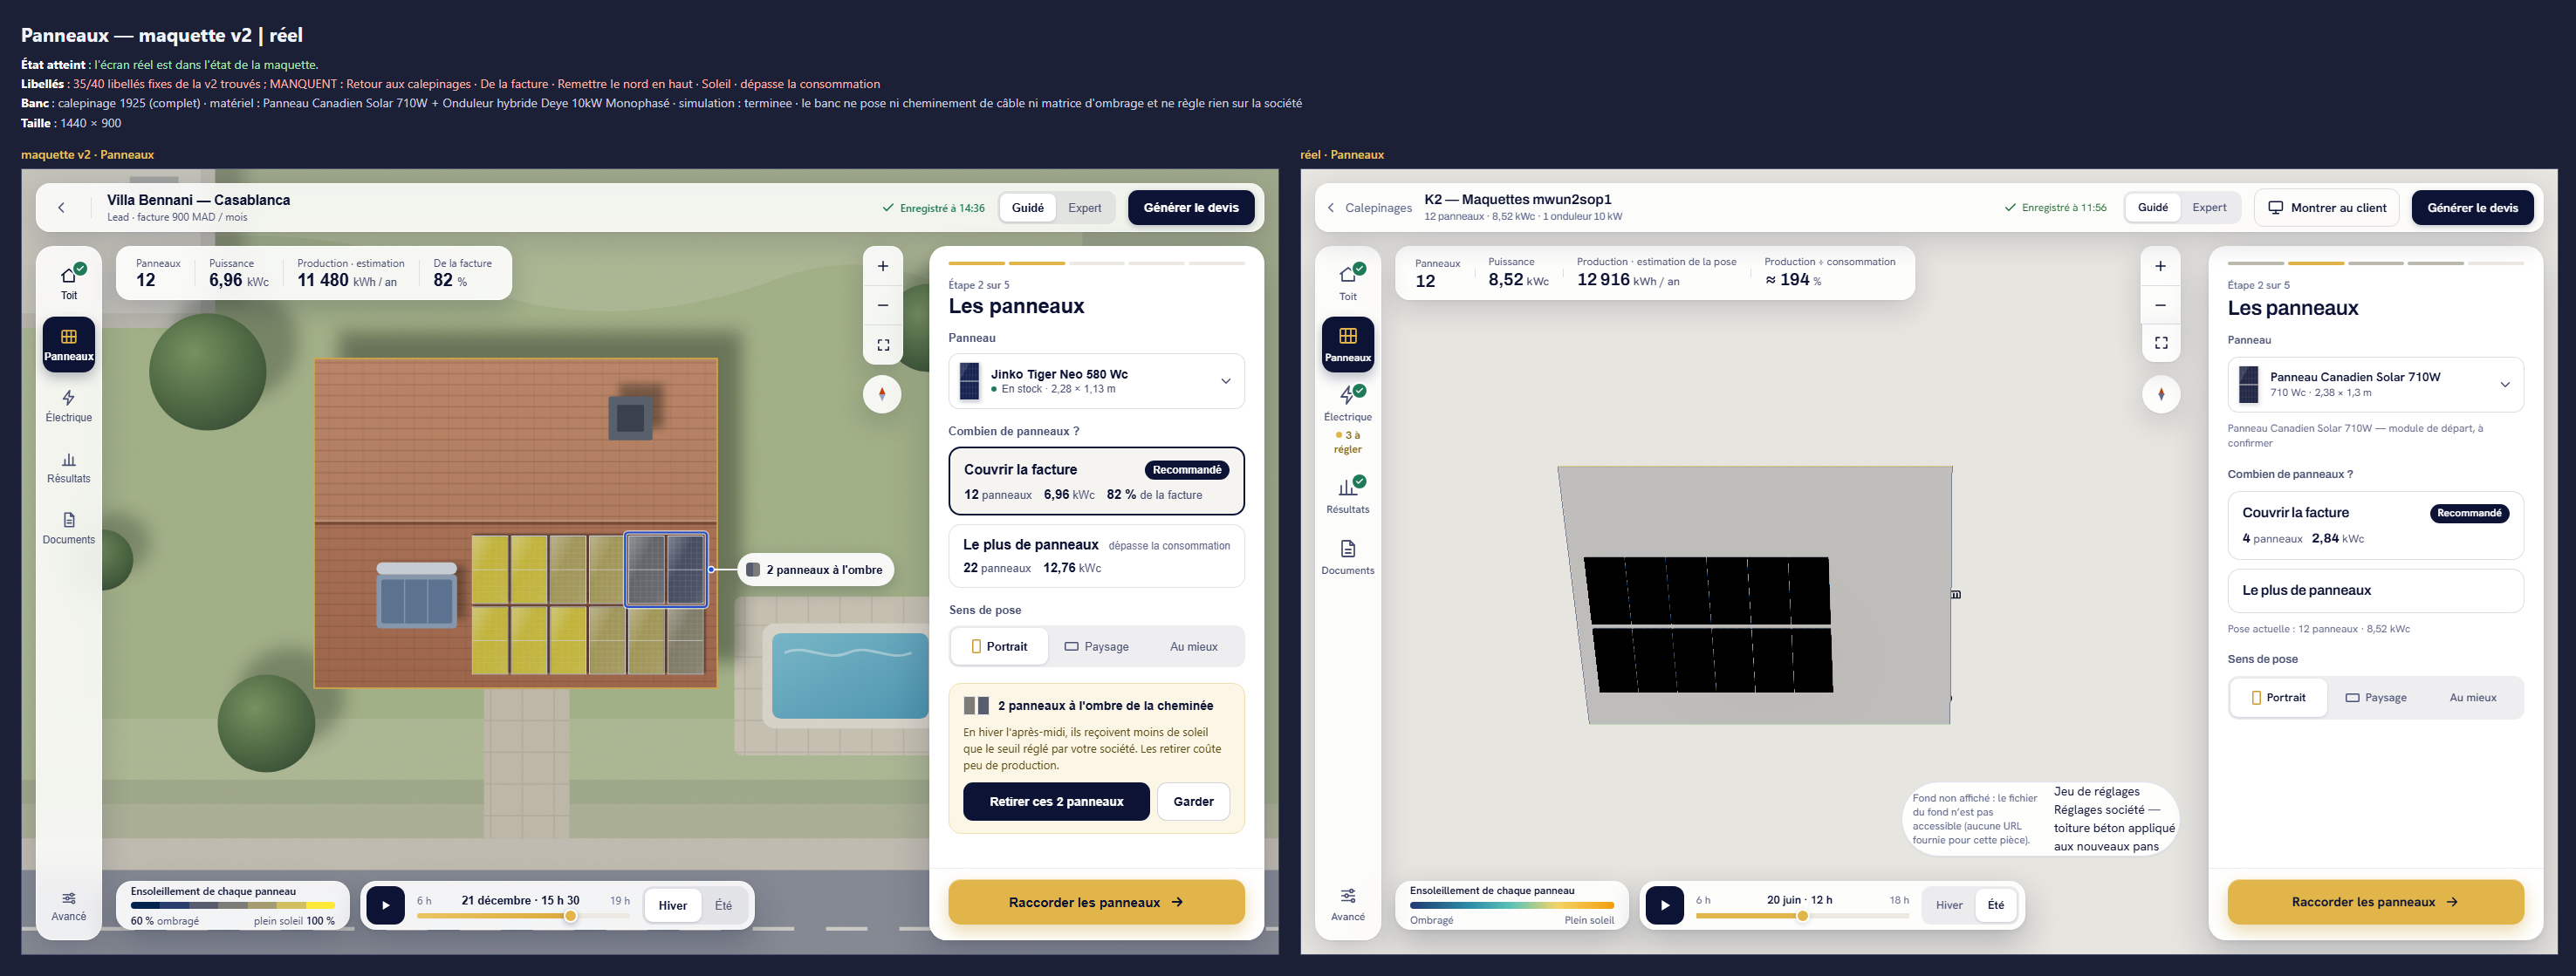 Panneaux — maquette v2 | réel
État atteint : l'écran réel est dans l'état de la maquette.
Libellés : 35/40 libellés fixes de la v2 trouvés ; MANQUENT : Retour aux calepinages · De la facture · Remettre le nord en haut · Soleil · dépasse la consommation
Banc : calepinage 1925 (complet) · matériel : Panneau Canadien Solar 710W + Onduleur hybride Deye 10kW Monophasé · simulation : terminee · le banc ne pose ni cheminement de câble ni matrice d'ombrage et ne règle rien sur la société
Taille : 1440 × 900
maquette v2 · Panneaux
Villa Bennani — Casablanca
Lead · facture 900 MAD / mois
Enregistré à 14:36
Guidé
Expert
Générer le devis
Toit
Panneaux
Électrique
Résultats
Documents
Avancé
Panneaux
12
Puissance
6,96 kWc
Production · estimation
11 480 kWh / an
De la facture
82 %
Étape 2 sur 5
Les panneaux
Panneau
Jinko Tiger Neo 580 Wc
En stock · 2,28 × 1,13 m
Combien de panneaux ?
Couvrir la facture
Recommandé
12 panneaux 6,96 kWc 82 % de la facture
Le plus de panneaux
dépasse la consommation
22 panneaux 12,76 kWc
2 panneaux à l'ombre
Sens de pose
Portrait
Paysage
Au mieux
2 panneaux à l'ombre de la cheminée
En hiver l'après-midi, ils reçoivent moins de soleil
que le seuil réglé par votre société. Les retirer coûte
peu de production.
Retirer ces 2 panneaux
Garder
Raccorder les panneaux
Ensoleillement de chaque panneau
60 % ombragé
plein soleil 100 %
6 h
21 décembre · 15 h 30
19 h
Hiver
Été
réel · Panneaux
Calepinages
K2 — Maquettes mwun2sop1
12 panneaux · 8,52 kWc · 1 onduleur 10 kW
Enregistré à 11:56
Guidé
Expert
Montrer au client
Générer le devis
Toit
Panneaux
Électrique
3 à
régler
Résultats
Documents
Avancé
Panneaux
12
Puissance
8,52 kWc
Production · estimation de la pose
12 916 kWh / an
Production ÷ consommation
≈ 194 %
Étape 2 sur 5
Les panneaux
Panneau
Panneau Canadien Solar 710W
710 Wc · 2,38 × 1,3 m
Panneau Canadien Solar 710W — module de départ, à
confirmer
Combien de panneaux ?
Couvrir la facture
Recommandé
4 panneaux 2,84 kWc
Le plus de panneaux
Pose actuelle : 12 panneaux · 8,52 kWc
Sens de pose
Portrait
Paysage
Au mieux
Fond non affiché : le fichier
du fond n'est pas
accessible (aucune URL
fournie pour cette pièce).
Jeu de réglages
Réglages société —
toiture béton appliqué
aux nouveaux pans
Raccorder les panneaux
Ensoleillement de chaque panneau
Ombragé
Plein soleil
6 h
20 juin · 12 h
18 h
Hiver
Été